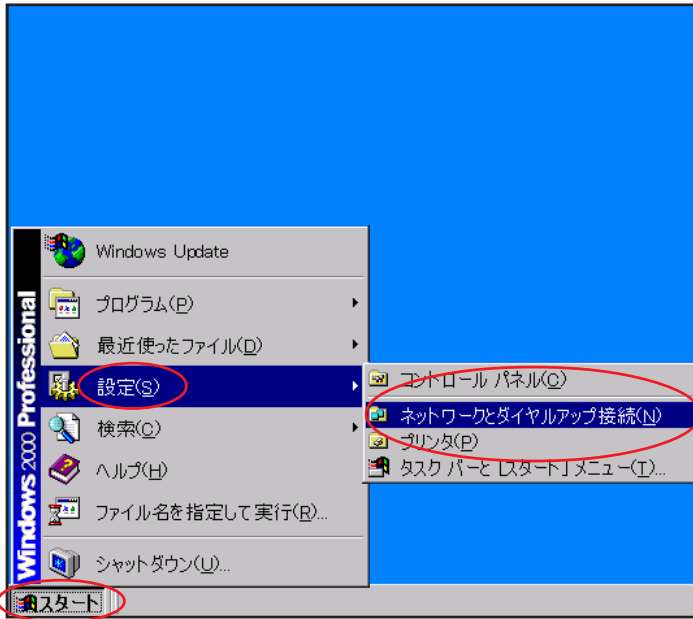 Windows 2000 Professional
Windows Update
プログラム(P)
最近使ったファイル(D)
設定(S)
検索(C)
ヘルプ(H)
ファイル名を指定して実行(R)...
シャットダウン(U)...
コントロール パネル(C)
ネットワークとダイヤルアップ接続(N)
プリンタ(P)
タスク バーと [スタート] メニュー(T)...
スタート